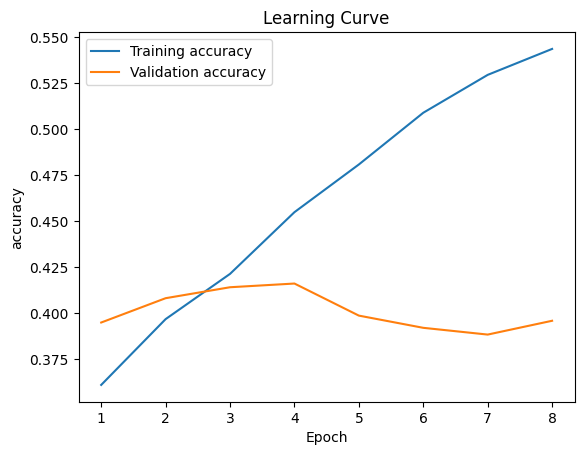 Learning Curve
Training accuracy
Validation accuracy
0.550
0.525
0.500
0.475
0.450
0.425
0.400
0.375
accuracy
1 2 3 4 5 6 7 8
Epoch